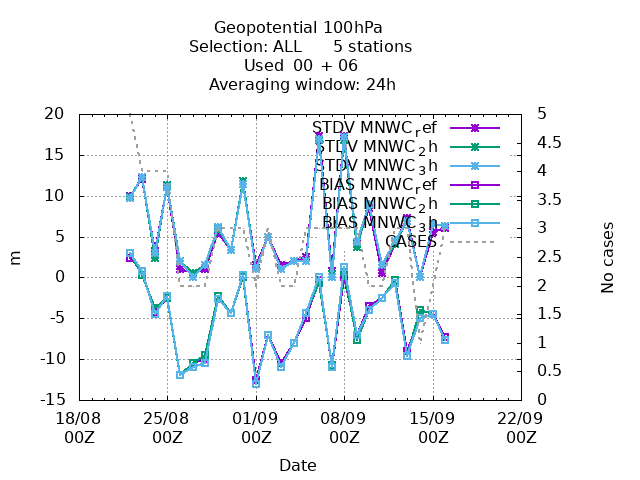 Geopotential 100hPa
Selection: ALL 5 stations
Used 00 + 06
Averaging window: 24h
20
15
10
5
0
-5
-10
-15
m
5
4.5
4
3.5
3
2.5
2
1.5
1
0.5
0
No cases
STDV MNWC_ref
STDV MNWC_2h
STDV MNWC_3h
BIAS MNWC_ref
BIAS MNWC_2h
BIAS MNWC_3h
CASES
18/08 25/08 01/09 08/09 15/09 22/09
00Z 00Z 00Z 00Z 00Z 00Z
Date